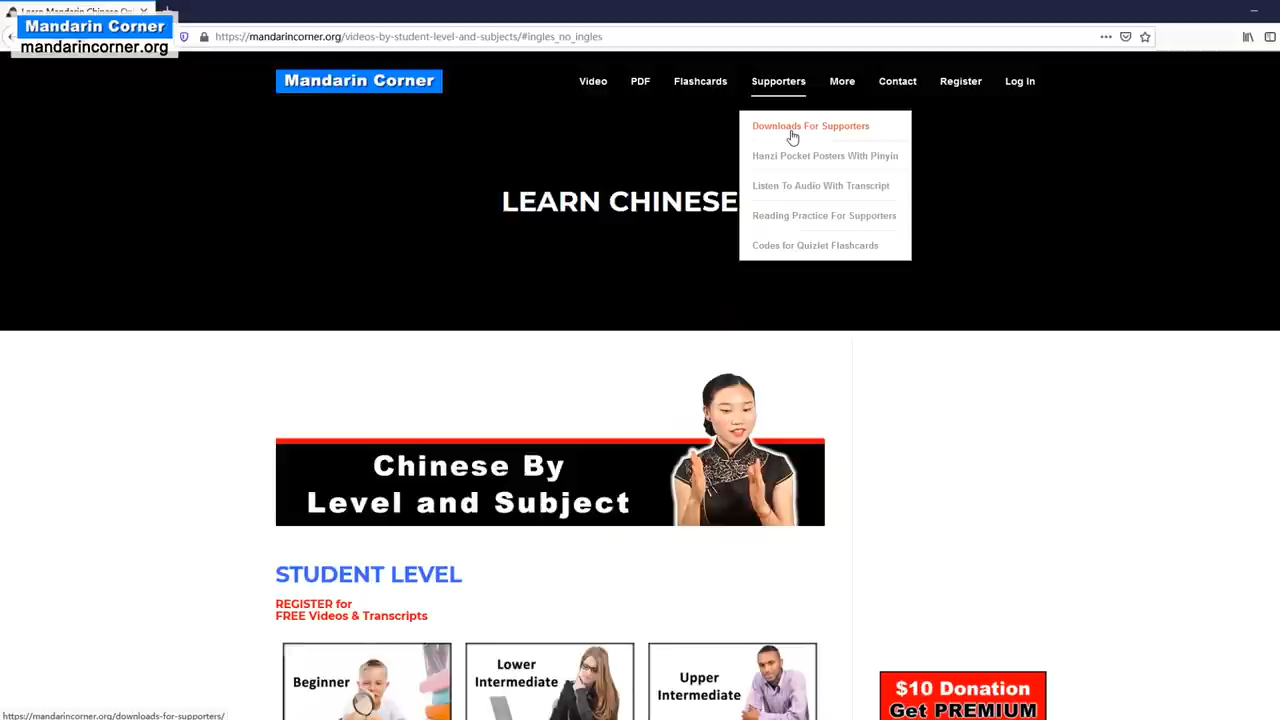 Mandarin Corner
mandarincorner.org
https://mandarincorner.org/videos-by-student-level-and-subjects/#ingles_no_ingles
Mandarin Corner
Video
PDF
Flashcards
Supporters
More
Contact
Register
Log In
Downloads For Supporters
Hanzi Pocket Posters With Pinyin
Listen To Audio With Transcript
Reading Practice For Supporters
Codes for Quizlet Flashcards
LEARN CHINESE
Chinese By
Level and Subject
STUDENT LEVEL
REGISTER for
FREE Videos & Transcripts
Beginner
Lower
Intermediate
Upper
Intermediate
$10 Donation
Get PREMIUM
https://mandarincorner.org/downloads-for-supporters/